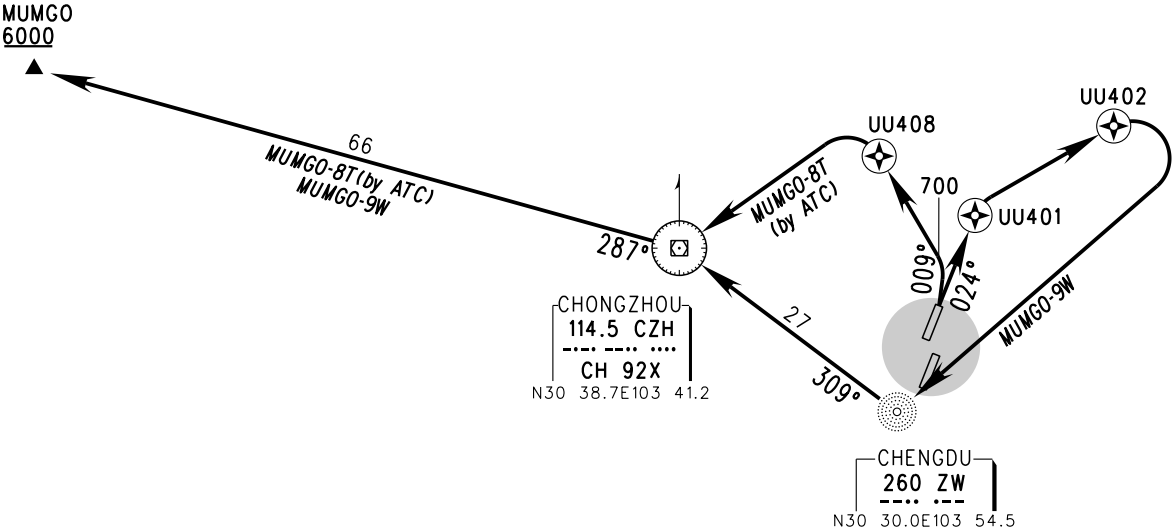 MUMGO
6000
66
MUMGO-8T(by ATC)
MUMGO-9W
287°
CHONGZHOU
114.5 CZH
-.-. --.. ....
CH 92X
N30 38.7E103 41.2
MUMGO-8T
(by ATC)
UU408
700
UU401
UU402
009°
024°
MUMGO-9W
27
309°
CHENGDU
260 ZW
--.. .--
N30 30.0E103 54.5